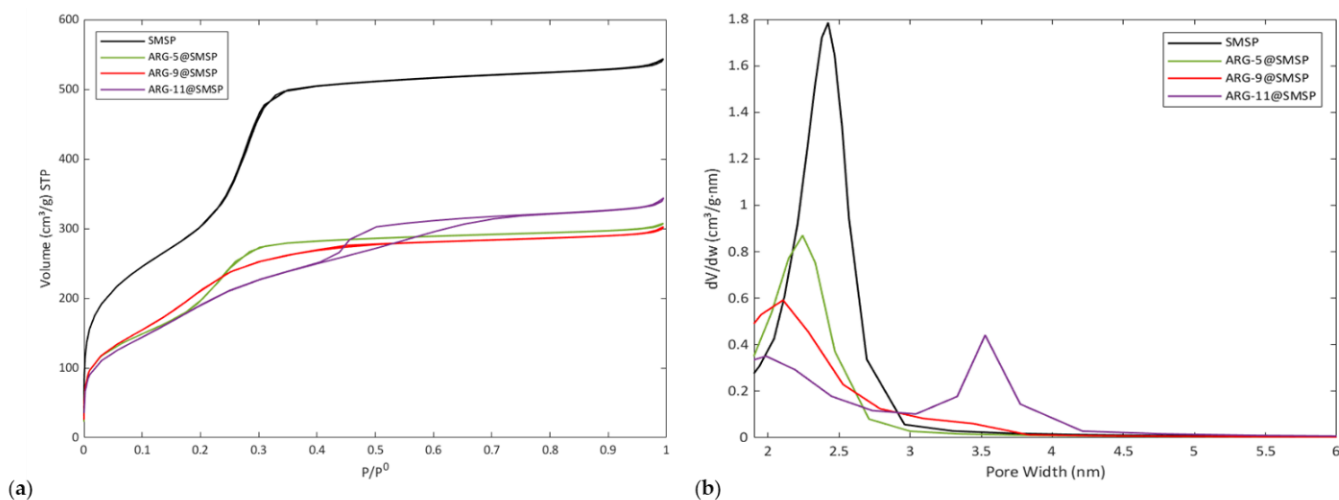 600
500
400
300
200
100
0
Volume (cm³/g) STP
SMSP
ARG-5@SMSP
ARG-9@SMSP
ARG-11@SMSP
0 0.1 0.2 0.3 0.4 0.5 0.6 0.7 0.8 0.9 1
P/P⁰
(a)
1.8
1.6
1.4
1.2
1
0.8
0.6
0.4
0.2
0
dV/dw (cm³/g·nm)
SMSP
ARG-5@SMSP
ARG-9@SMSP
ARG-11@SMSP
2 2.5 3 3.5 4 4.5 5 5.5 6
Pore Width (nm)
(b)